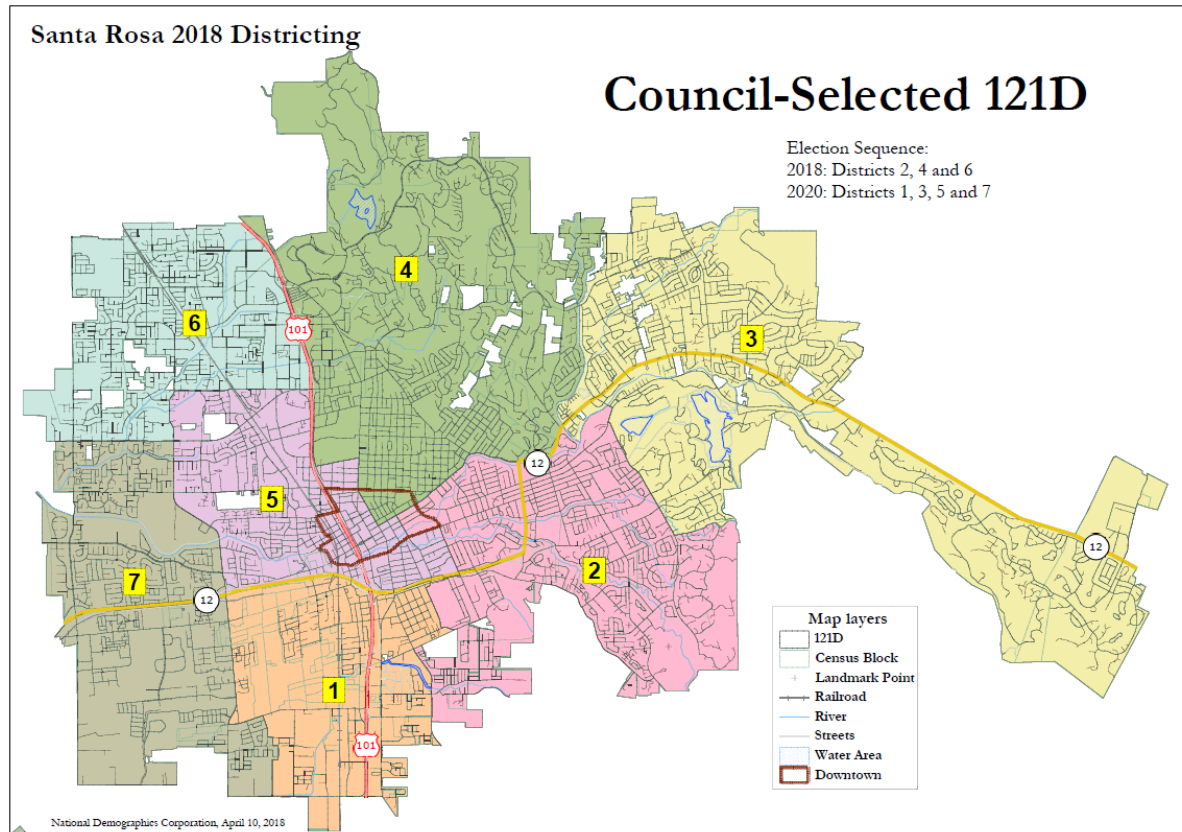 Santa Rosa 2018 Districting
Council-Selected 121D
Election Sequence:
2018: Districts 2, 4 and 6
2020: Districts 1, 3, 5 and 7
4
6
101
3
12
5
2
12
7
12
1
101
Map layers
121D
Census Block
Landmark Point
Railroad
River
Streets
Water Area
Downtown
National Demographics Corporation, April 10, 2018